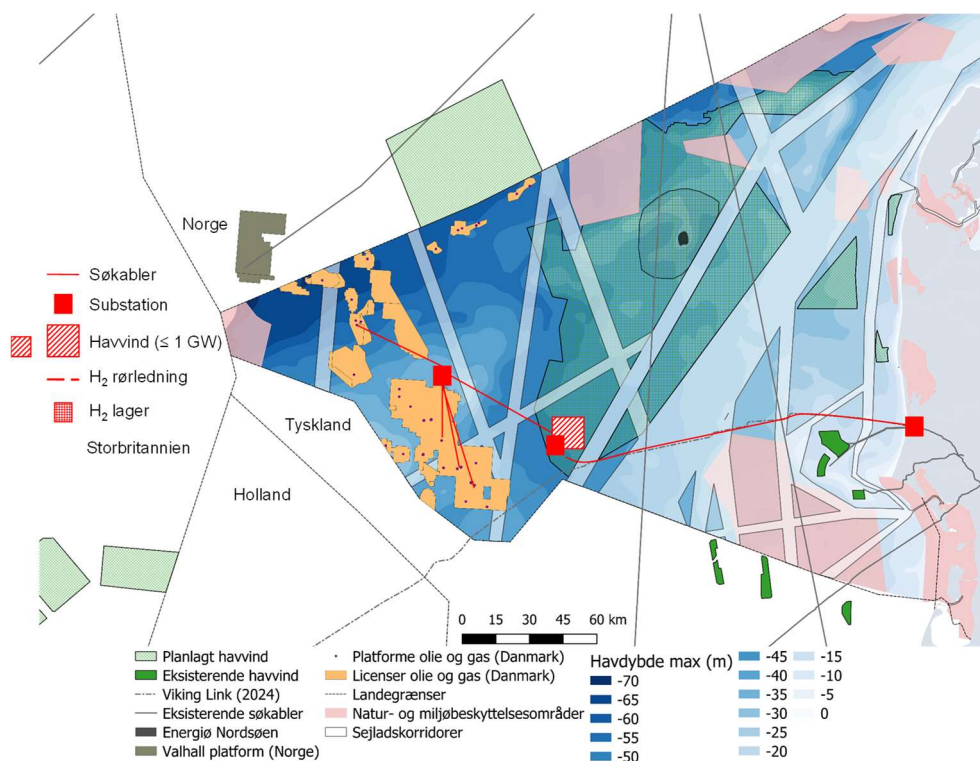 Norge
Søkabler
Substation
Havvind (≤ 1 GW)
H₂ rørledning
H₂ lager
Tyskland
Storbritannien
Holland
0 15 30 45 60 km
Planlagt havvind
Eksisterende havvind
Viking Link (2024)
Eksisterende søkabler
Energiø Nordsøen
Valhall platform (Norge)
Platforme olie og gas (Danmark)
Licenser olie og gas (Danmark)
Landegrænser
Natur- og miljøbeskyttelsesområder
Sejladskorridorer
Havdybde max (m)
-70
-65
-60
-55
-50
-45
-40
-35
-30
-25
-20
-15
-10
-5
0